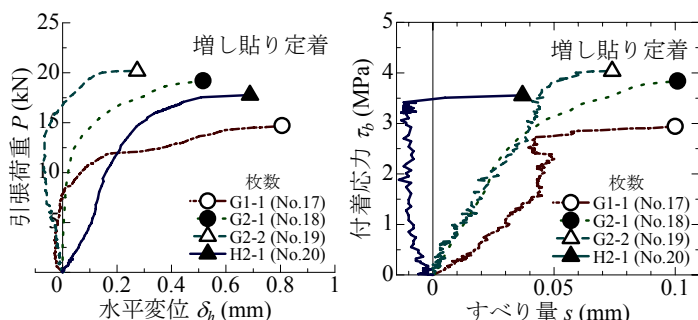 増し貼り定着
引張荷重 P (kN)
25
20
15
10
5
0
0.2
0.4
0.6
0.8
1
水平変位 δh (mm)
枚数
G1-1 (No.17)
G2-1 (No.18)
G2-2 (No.19)
H2-1 (No.20)
増し貼り定着
付着応力 τb (MPa)
5
4
3
2
1
0
0
0.05
0.1
すべり量 s (mm)
枚数
G1-1 (No.17)
G2-1 (No.18)
G2-2 (No.19)
H2-1 (No.20)